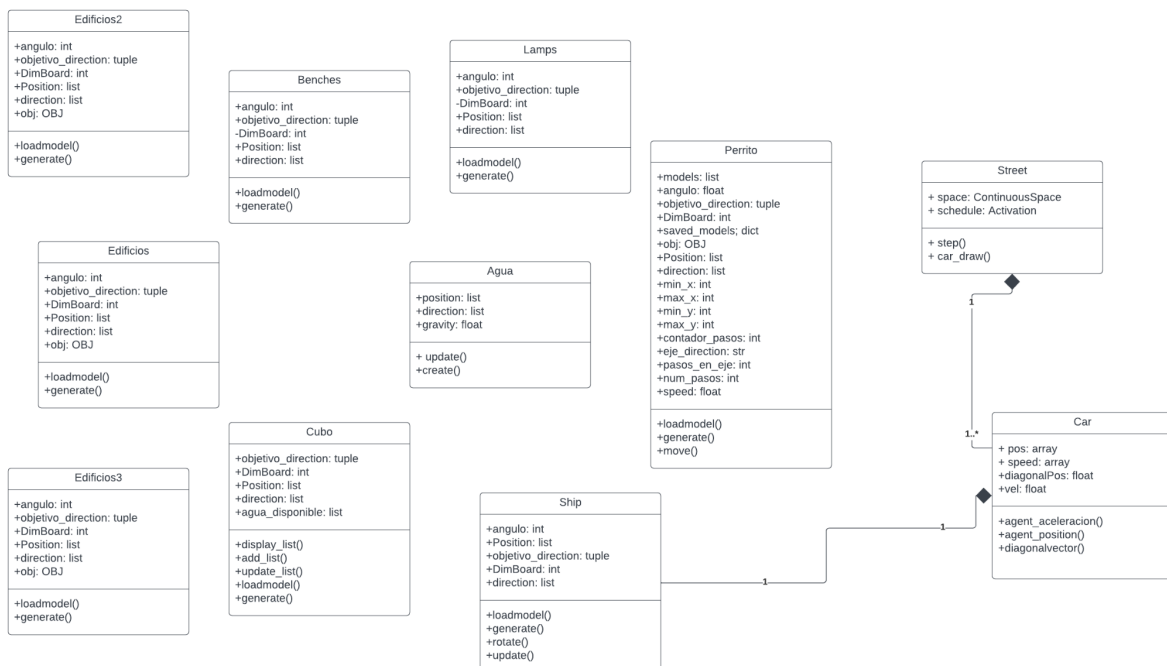 Edificios2
+angulo: int
+objetivo_direction: tuple
+DimBoard: int
+Position: list
+direction: list
+obj: OBJ
+loadmodel()
+generate()
Benches
+angulo: int
+objetivo_direction: tuple
-DimBoard: int
+Position: list
+direction: list
+loadmodel()
+generate()
Lamps
+angulo: int
+objetivo_direction: tuple
-DimBoard: int
+Position: list
+direction: list
+loadmodel()
+generate()
Perrito
+models: list
+angulo: float
+objetivo_direction: tuple
+DimBoard: int
+saved_models; dict
+obj: OBJ
+Position: list
+direction: list
+min_x: int
+max_x: int
+min_y: int
+max_y: int
+contador_pasos: int
+eje_direction: str
+pasos_en_eje: int
+num_pasos: int
+speed: float
+loadmodel()
+generate()
+move()
Street
+ space: ContinuousSpace
+ schedule: Activation
+ step()
+ car_draw()
Edificios
+angulo: int
+objetivo_direction: tuple
+DimBoard: int
+Position: list
+direction: list
+obj: OBJ
+loadmodel()
+generate()
Agua
+position: list
+direction: list
+gravity: float
+ update()
+create()
1
1..*
Car
+ pos: array
+ speed: array
+diagonalPos: float
+vel: float
+agent_aceleracion()
+agent_position()
+diagonalvector()
Cubo
+objetivo_direction: tuple
+DimBoard: int
+Position: list
+direction: list
+agua_disponible: list
+display_list()
+add_list()
+update_list()
+loadmodel()
+generate()
Edificios3
+angulo: int
+objetivo_direction: tuple
+DimBoard: int
+Position: list
+direction: list
+obj: OBJ
+loadmodel()
+generate()
Ship
+angulo: int
+Position: list
+objetivo_direction: tuple
+DimBoard: int
+direction: list
+loadmodel()
+generate()
+rotate()
+update()
1
1